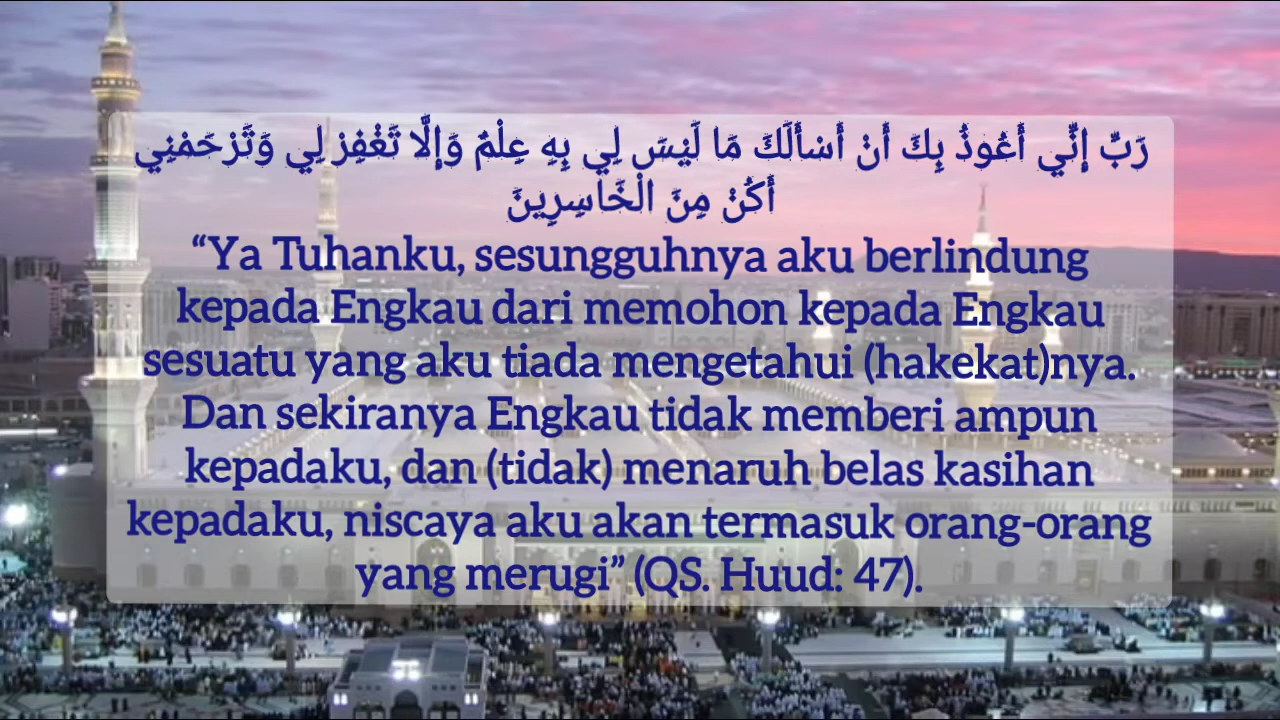 رَبِّ إِنِّي أَعُوذُ بِكَ أَنْ أَسْأَلَكَ مَا لَيْسَ لِي بِهِ عِلْمٌ وَإِلَّا تَغْفِرْ لِي وَتَرْحَمْنِي
أَكُنْ مِنَ الْخَاسِرِينَ
“Ya Tuhanku, sesungguhnya aku berlindung
kepada Engkau dari memohon kepada Engkau
sesuatu yang aku tiada mengetahui (hakekat)nya.
Dan sekiranya Engkau tidak memberi ampun
kepadaku, dan (tidak) menaruh belas kasihan
kepadaku, niscaya aku akan termasuk orang-orang
yang merugi” (QS. Huud: 47).